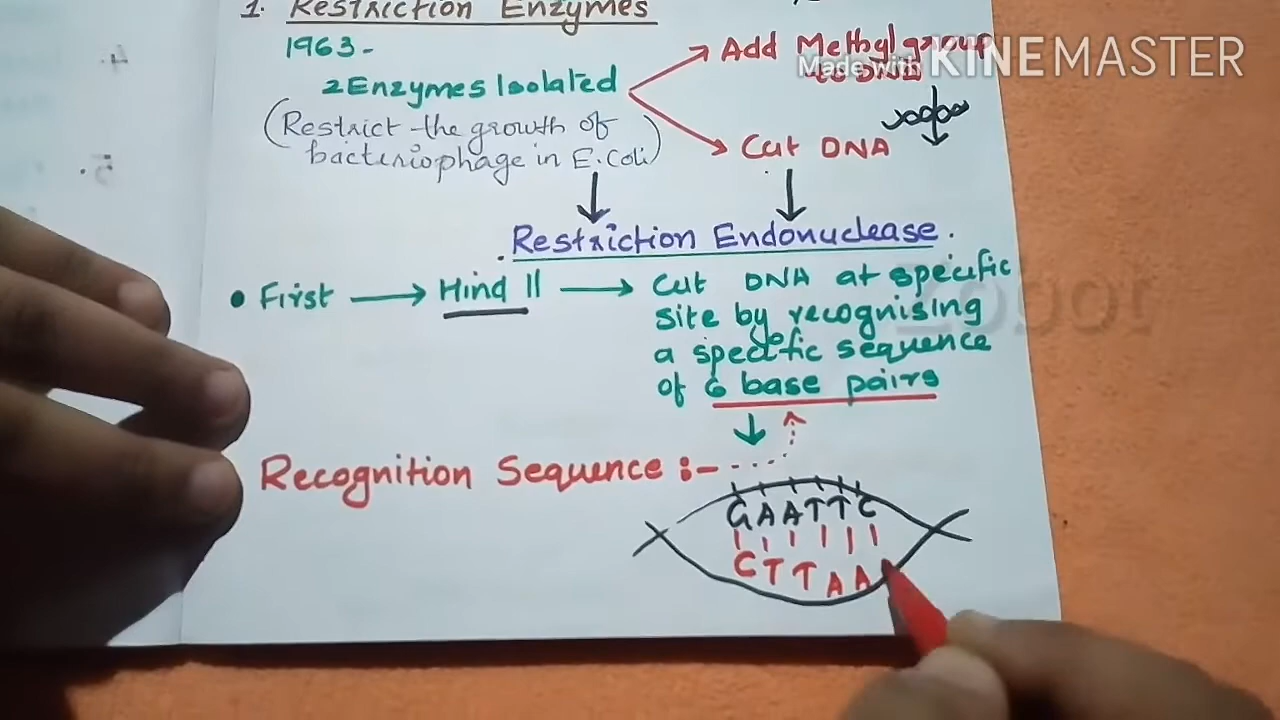 1. Restriction Enzymes
1963-
2 Enzymes Isolated
(Restrict the growth of
bacteriophage in E.Coli)
Add Methyl group
to DNA
Made with KINEMASTER
Cut DNA
Restriction Endonuclease.
• First → Hind II → Cut DNA at specific
site by recognising
a specific sequence
of 6 base pairs
Recognition Sequence :-
G A A T T C
C T T A A